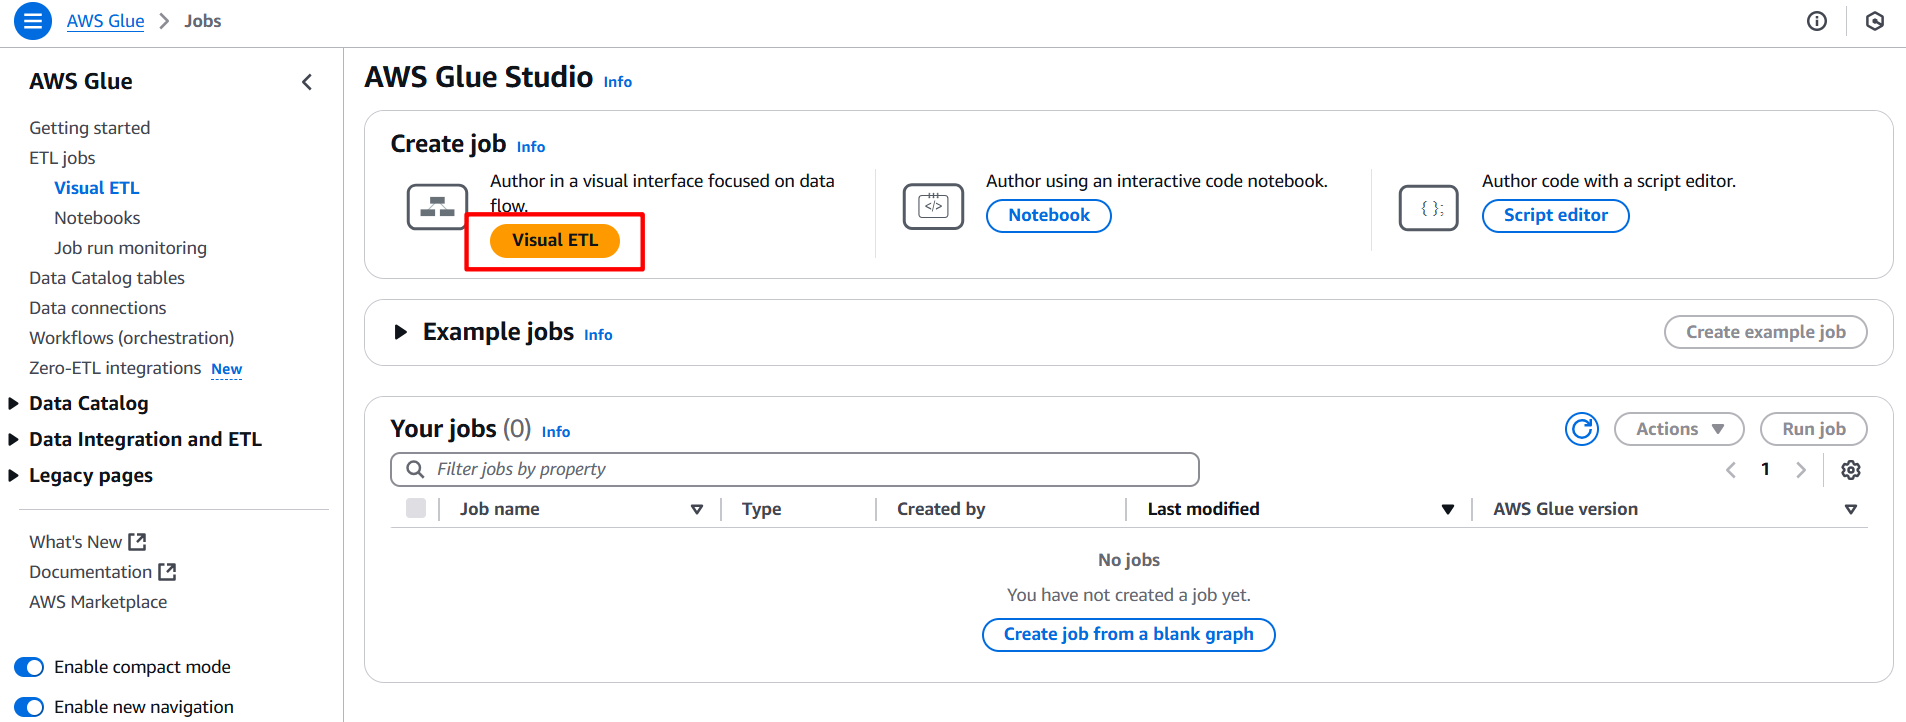 AWS Glue > Jobs
AWS Glue
Getting started
ETL jobs
Visual ETL
Notebooks
Job run monitoring
Data Catalog tables
Data connections
Workflows (orchestration)
Zero-ETL integrations New
Data Catalog
Data Integration and ETL
Legacy pages
What's New
Documentation
AWS Marketplace
Enable compact mode
Enable new navigation
AWS Glue Studio Info
Create job Info
Author in a visual interface focused on data
flow.
Visual ETL
Author using an interactive code notebook.
Notebook
Author code with a script editor.
Script editor
Example jobs Info
Create example job
Your jobs (0) Info
Actions
Run job
Filter jobs by property
1
Job name Type Created by Last modified AWS Glue version
No jobs
You have not created a job yet.
Create job from a blank graph